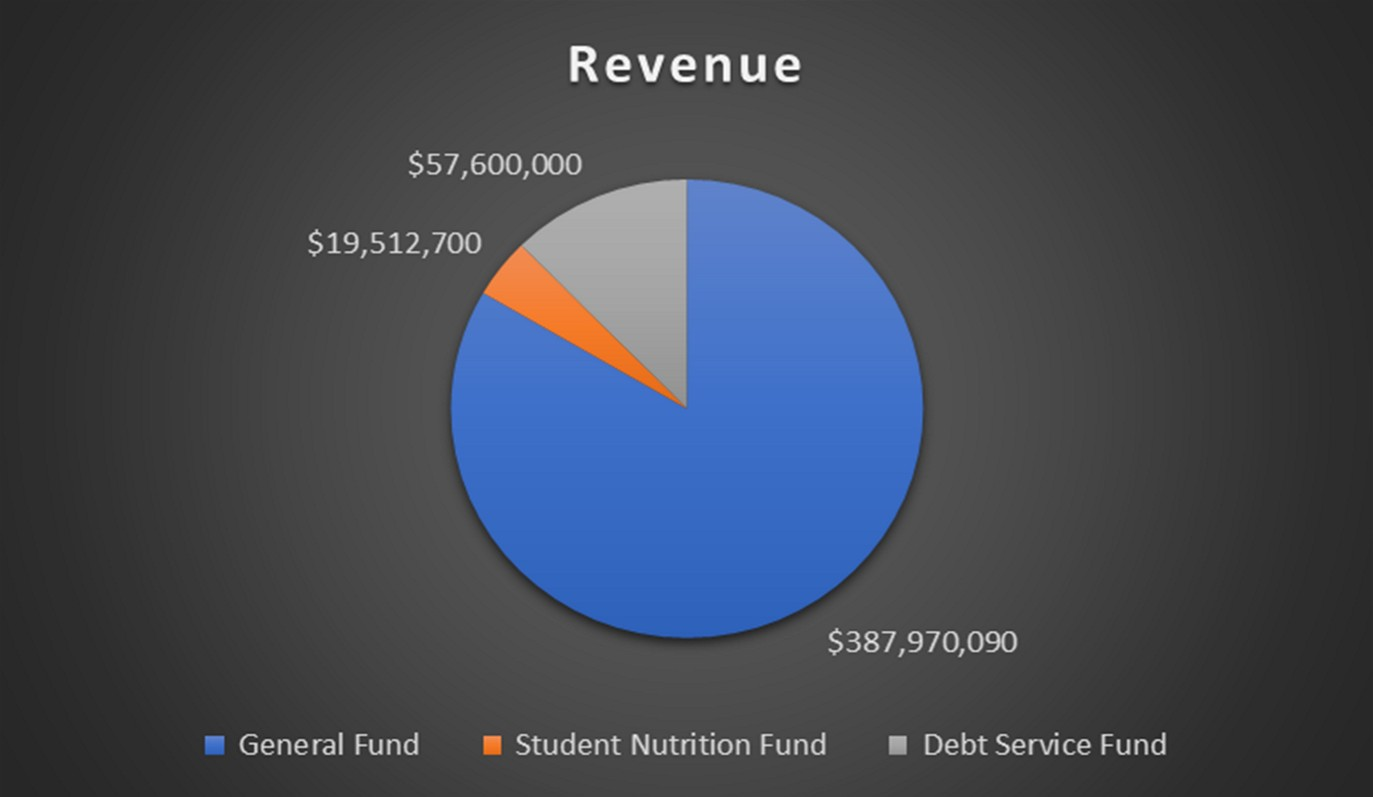 Revenue
$57,600,000
$19,512,700
$387,970,090
General Fund Student Nutrition Fund Debt Service Fund